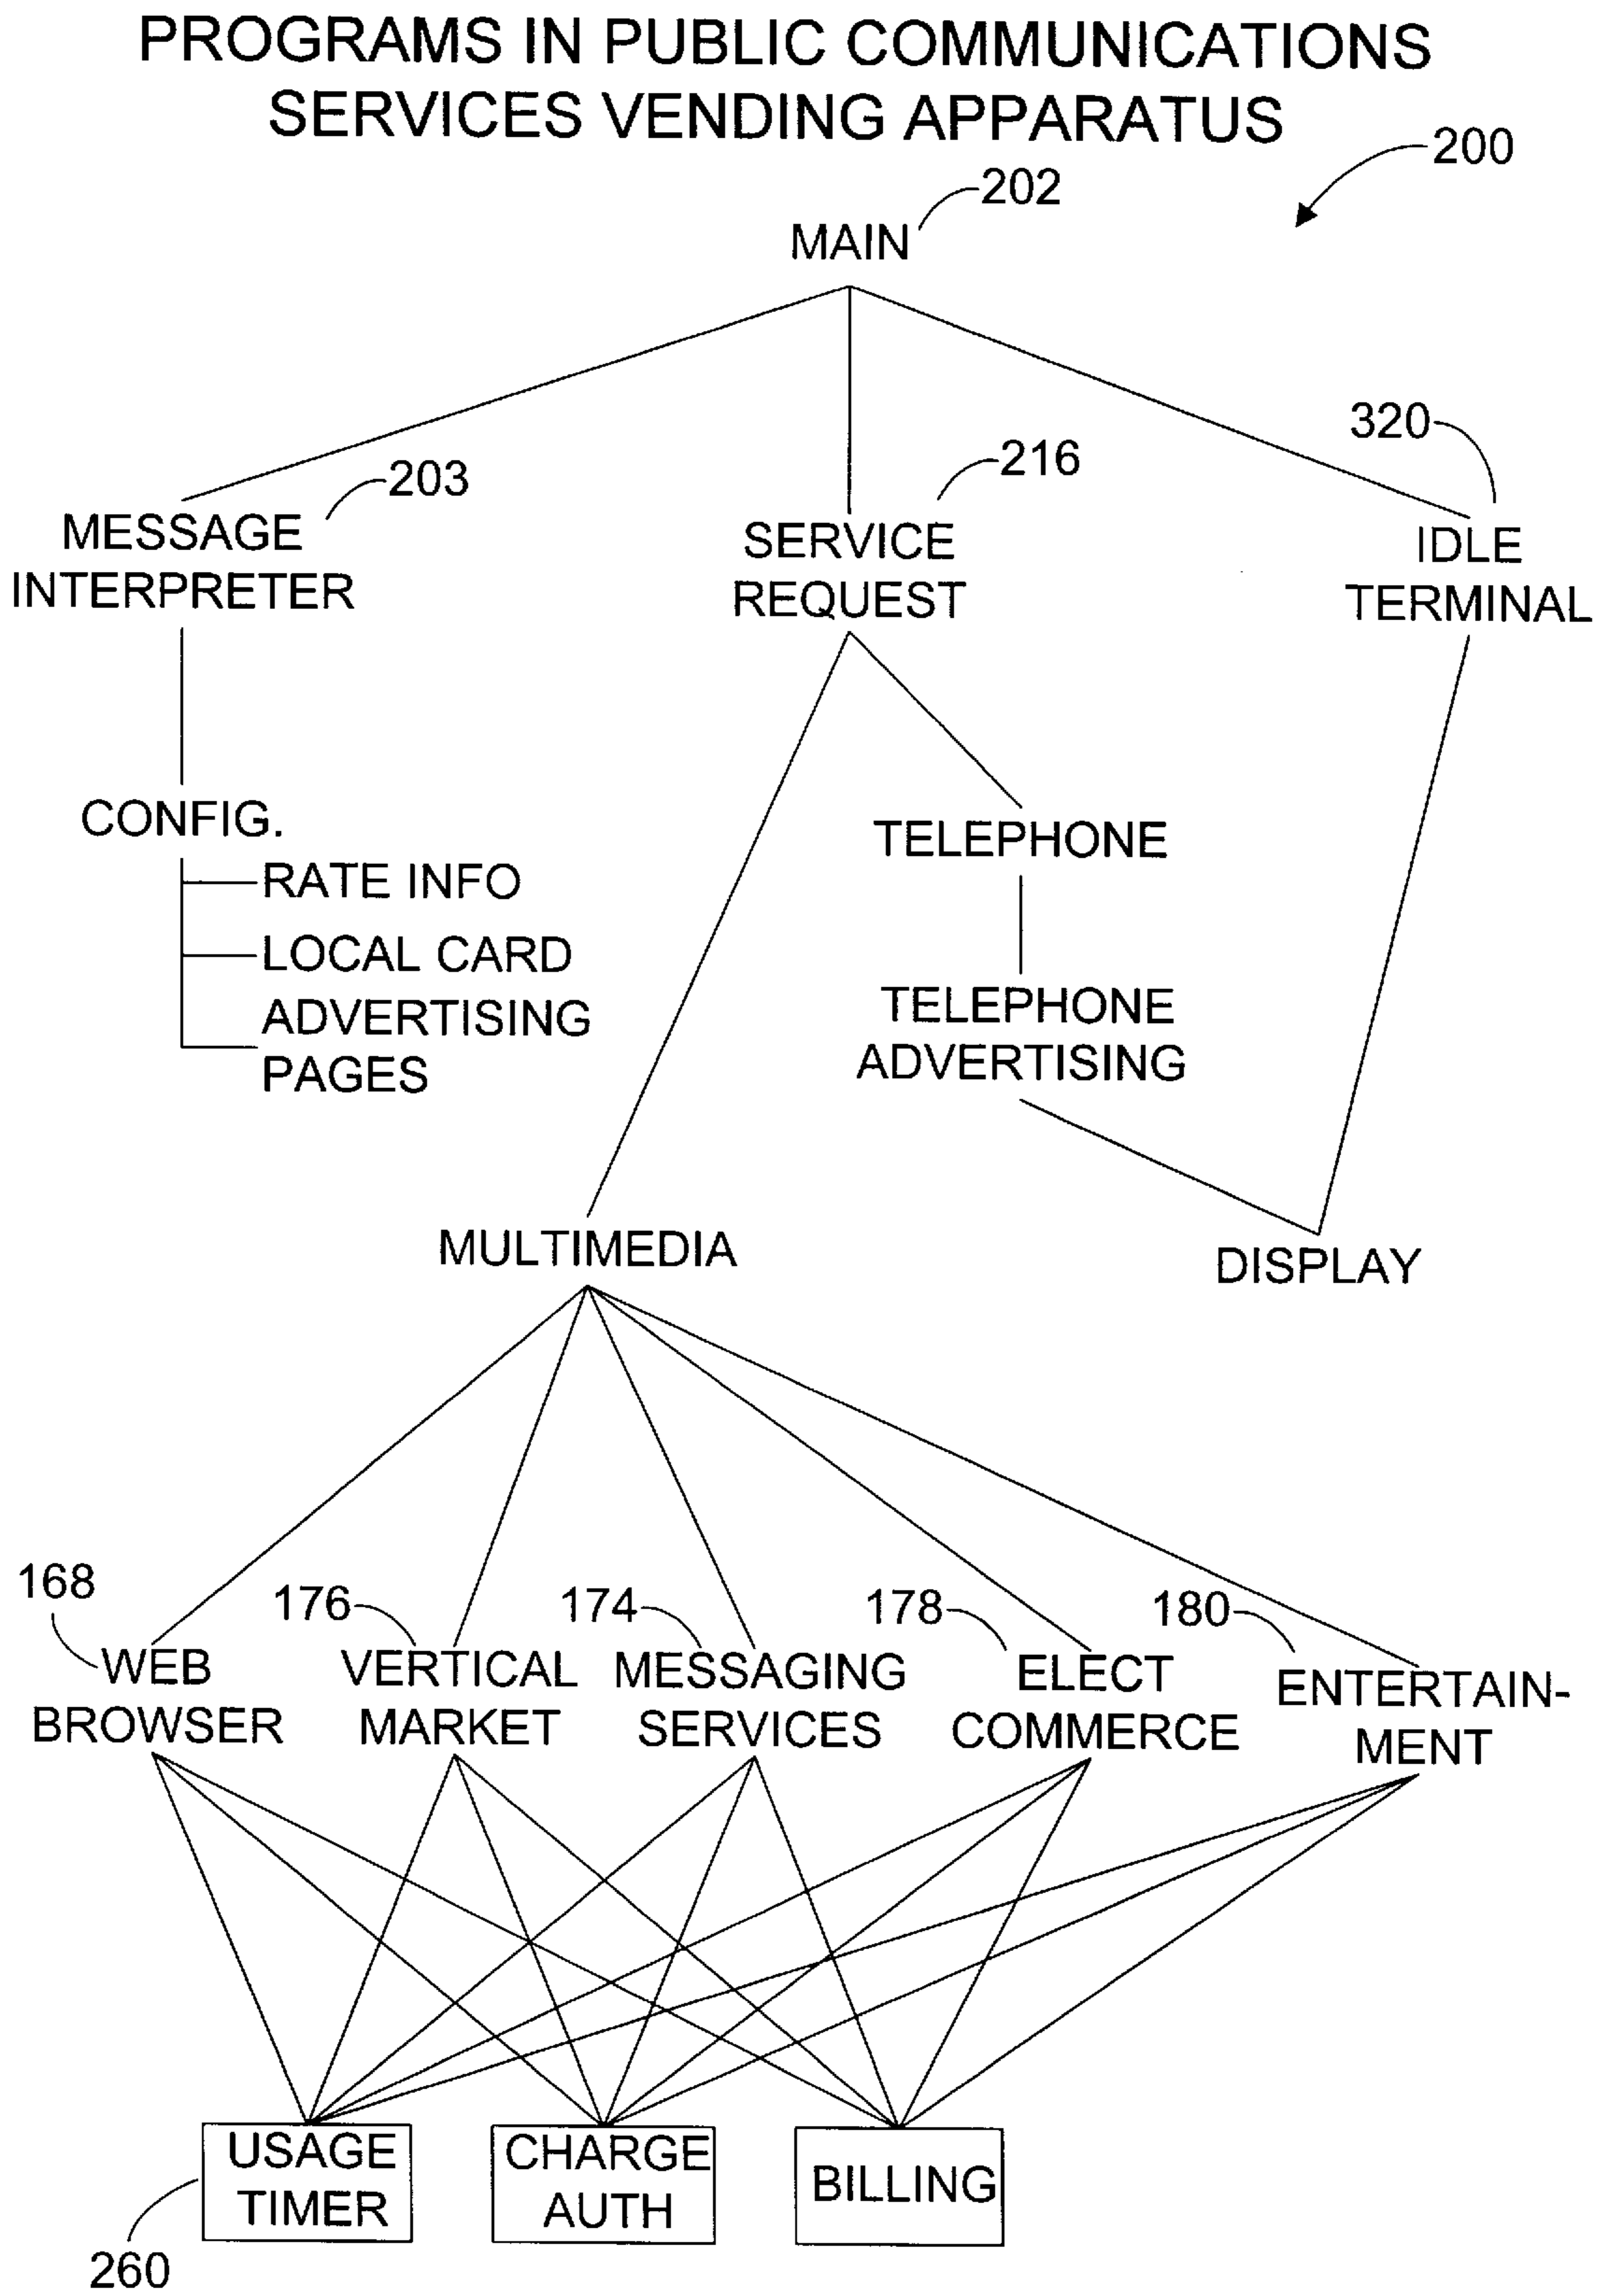 PROGRAMS IN PUBLIC COMMUNICATIONS
SERVICES VENDING APPARATUS
200
202
MAIN
320
216
203
MESSAGE
INTERPRETER
SERVICE
REQUEST
IDLE
TERMINAL
CONFIG.
RATE INFO
LOCAL CARD
ADVERTISING
PAGES
TELEPHONE
TELEPHONE
ADVERTISING
MULTIMEDIA
DISPLAY
168
176
174
178
180
WEB
BROWSER
VERTICAL
MARKET
MESSAGING
SERVICES
ELECT
COMMERCE
ENTERTAIN-
MENT
USAGE
TIMER
CHARGE
AUTH
BILLING
260